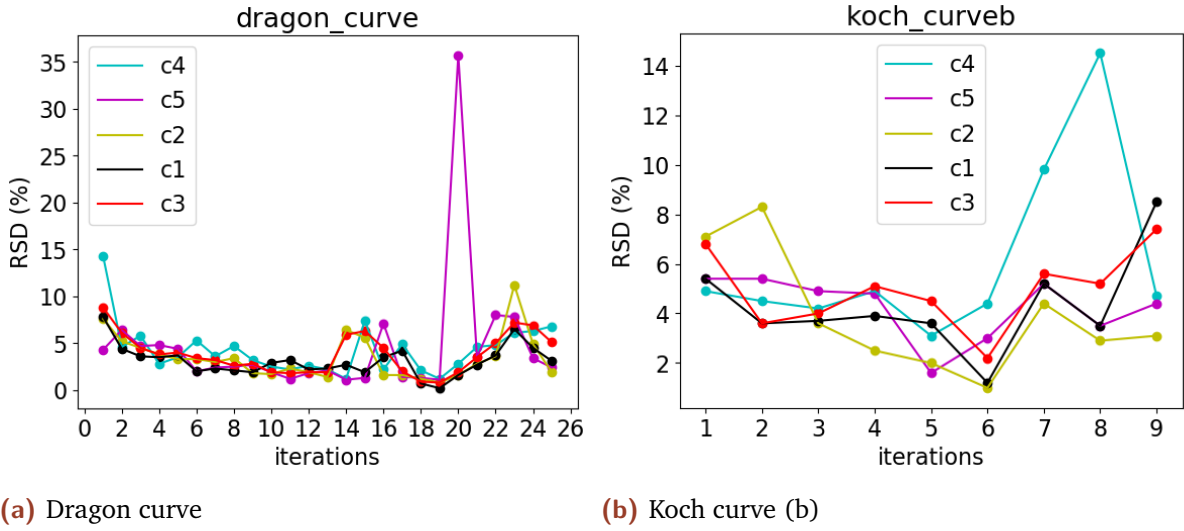 dragon_curve
RSD (%)
35
30
25
20
15
10
5
0
c4
c5
c2
c1
c3
0 2 4 6 8 10 12 14 16 18 20 22 24 26
iterations
(a) Dragon curve
koch_curveb
RSD (%)
14
12
10
8
6
4
2
c4
c5
c2
c1
c3
1 2 3 4 5 6 7 8 9
iterations
(b) Koch curve (b)